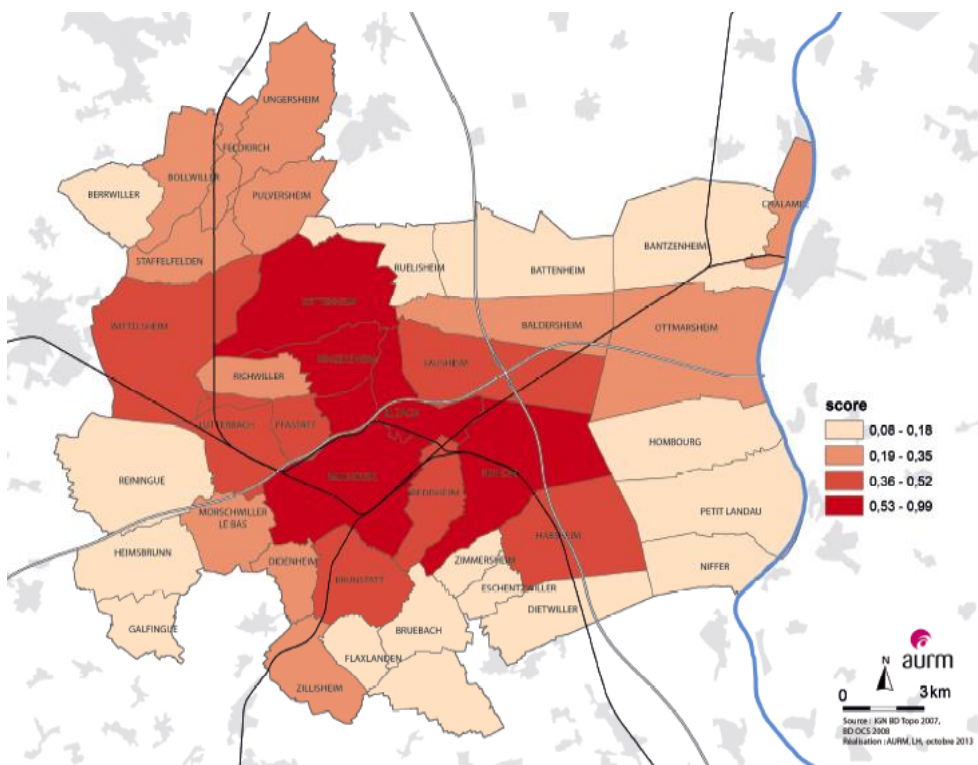 UNGERSHEIM
FELDKIRCH
BOLLWILLER
BERRWILLER
PULVERSHEIM
CHALAMPE
STAFFELFELDEN
RUELISHEIM
BATTENHEIM
BANTZENHEIM
WITTENHEIM
WITTELSHEIM
BALDERSHEIM
OTTMARSHEIM
SAUSHEIM
RICHWILLER
ILLZACH
LUTTERBACH
PFASTATT
HOMBOURG
REININGUE
MULHOUSE
RIXHEIM
RIEDISHEIM
MORSCHWILLER
LE BAS
PETIT LANDAU
HEIMSBRUNN
DIDENHEIM
HABSHEIM
ZIMMERSHEIM
NIFFER
BRUNSTATT
ESCHENTZWILLER
DIETWILLER
GALFINGUE
BRUEBACH
FLAXLANDEN
ZILLISHEIM
score
0,08 - 0,18
0,19 - 0,35
0,36 - 0,52
0,53 - 0,99
aurm
N
0 3km
Source : IGN BD Topo 2007,
BD OCS 2008
Réalisation : AURM, LH, octobre 2013